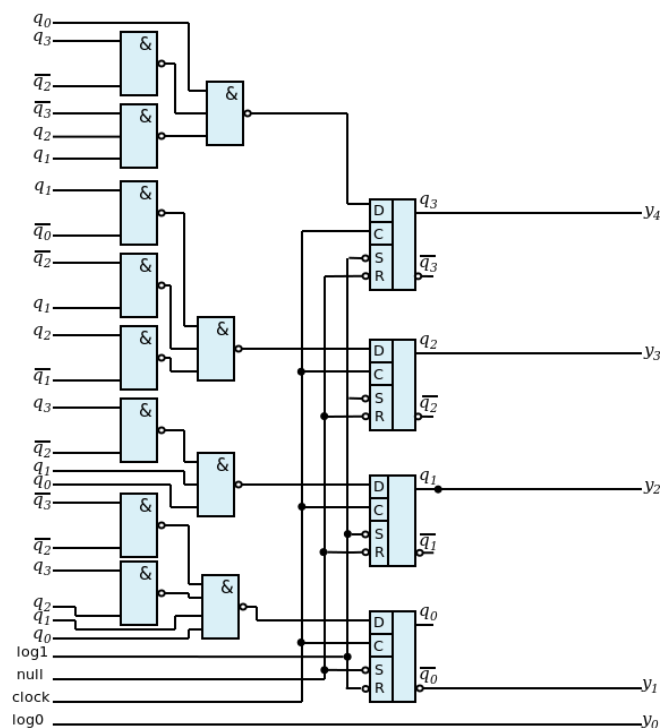 q₀
q₃
&
q̅₂
&
q̅₃
&
q₂
q₁
q₁
&
q̅₀
q₃
D
y₄
C
q̅₂
&
S
q̅₃
R
q₁
&
q₂
&
q₂
D
y₃
q̅₁
C
q₃
&
S
q̅₂
R
q̅₂
q₁
&
q₀
q₁
D
y₂
q̅₃
&
C
S
q̅₁
q̅₂
R
q₃
&
&
q₂
q₁
q₀
D
q₀
log1
C
null
S
q̅₀
R
y₁
clock
log0
y₀